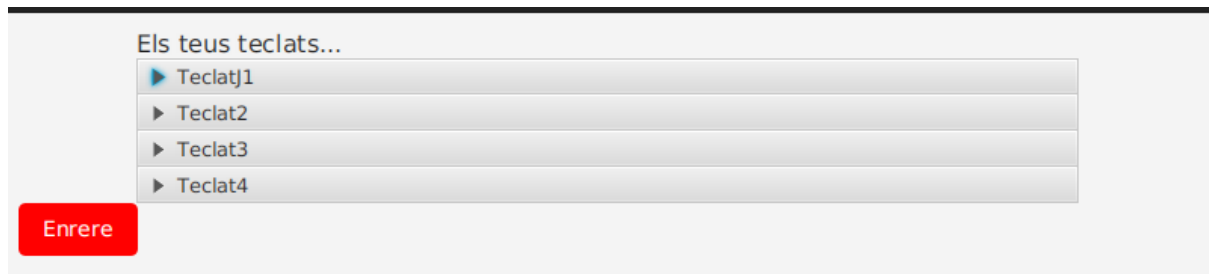 Els teus teclats...
TeclatJ1
Teclat2
Teclat3
Teclat4
Enrere